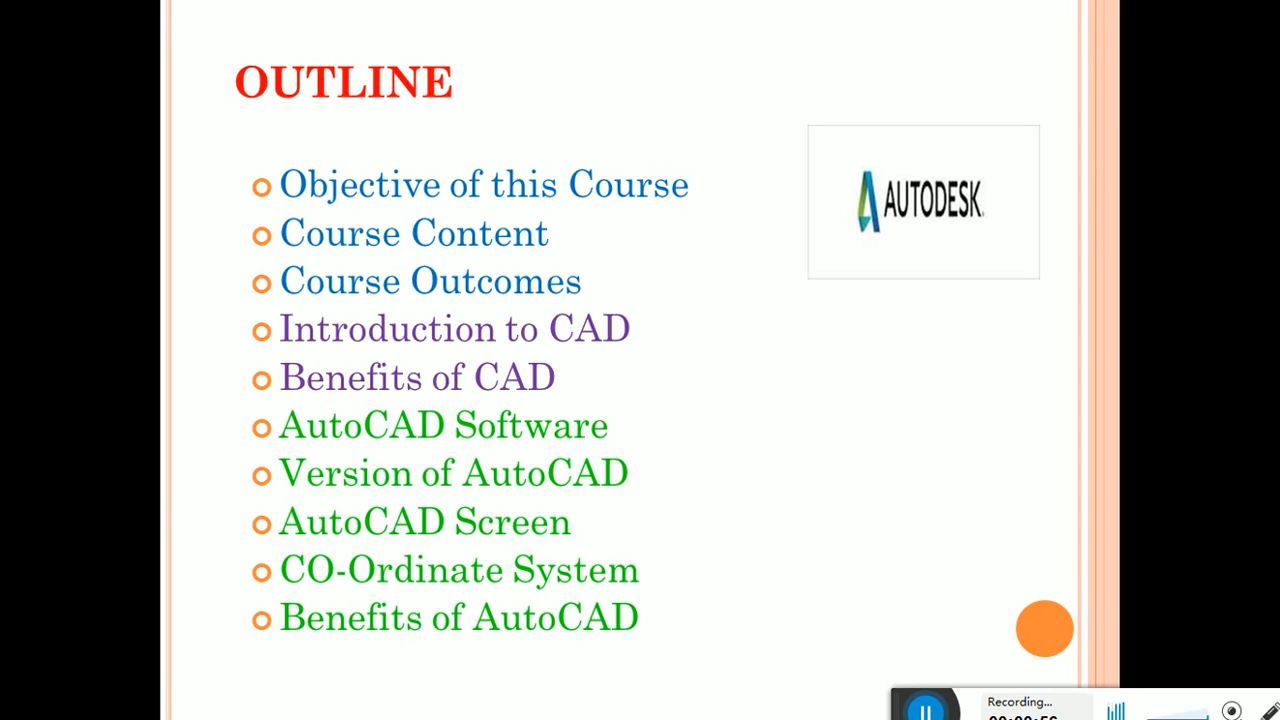 OUTLINE
AUTODESK.
Objective of this Course
Course Content
Course Outcomes
Introduction to CAD
Benefits of CAD
AutoCAD Software
Version of AutoCAD
AutoCAD Screen
CO-Ordinate System
Benefits of AutoCAD
Recording...